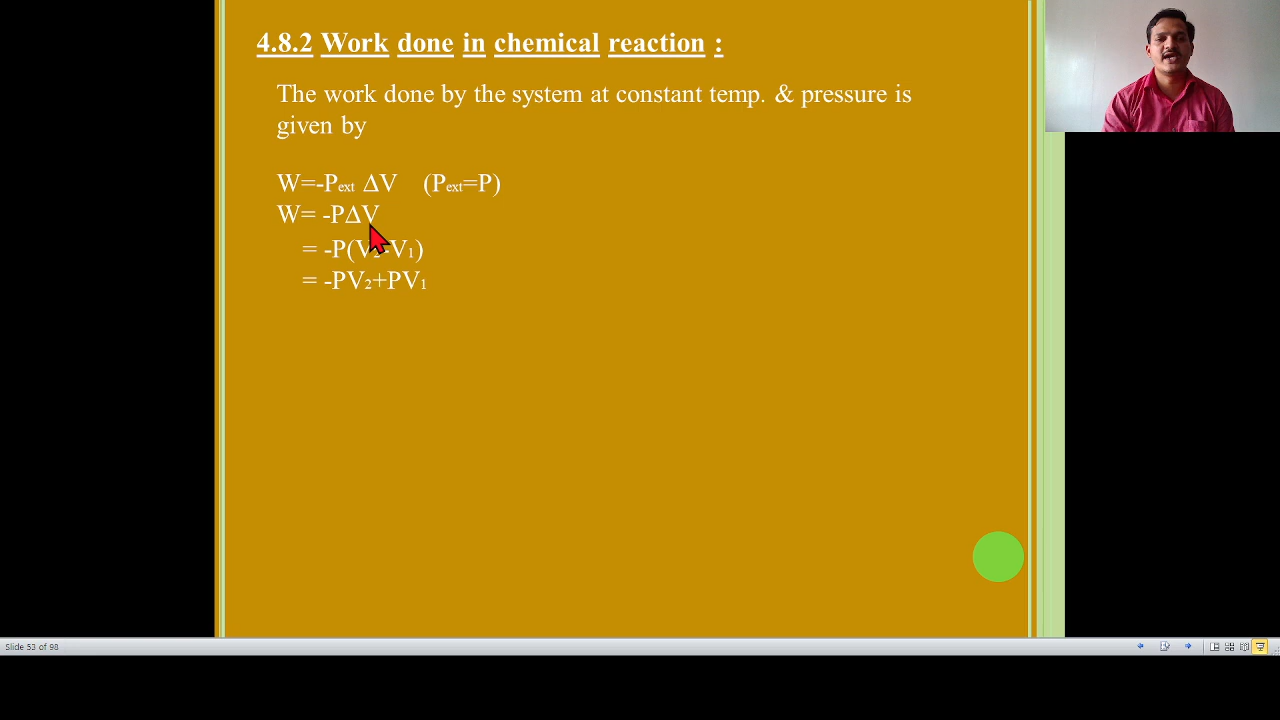 4.8.2 Work done in chemical reaction :
The work done by the system at constant temp. & pressure is
given by
W=-Pext ΔV (Pext=P)
W= -PΔV
= -P(V₂-V₁)
= -PV₂+PV₁
Slide 53 of 98